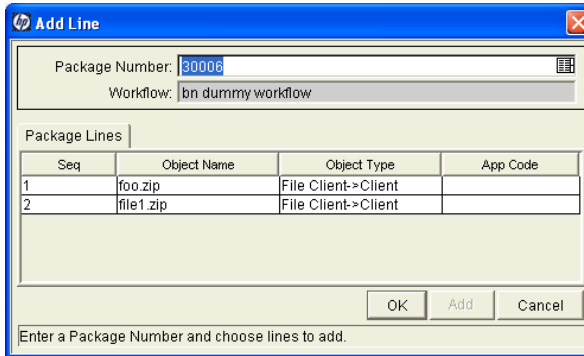 hp Add Line
Package Number: 30006
Workflow: bn dummy workflow
Package Lines
Seq Object Name Object Type App Code
1 foo.zip File Client->Client
2 file1.zip File Client->Client
OK Add Cancel
Enter a Package Number and choose lines to add.